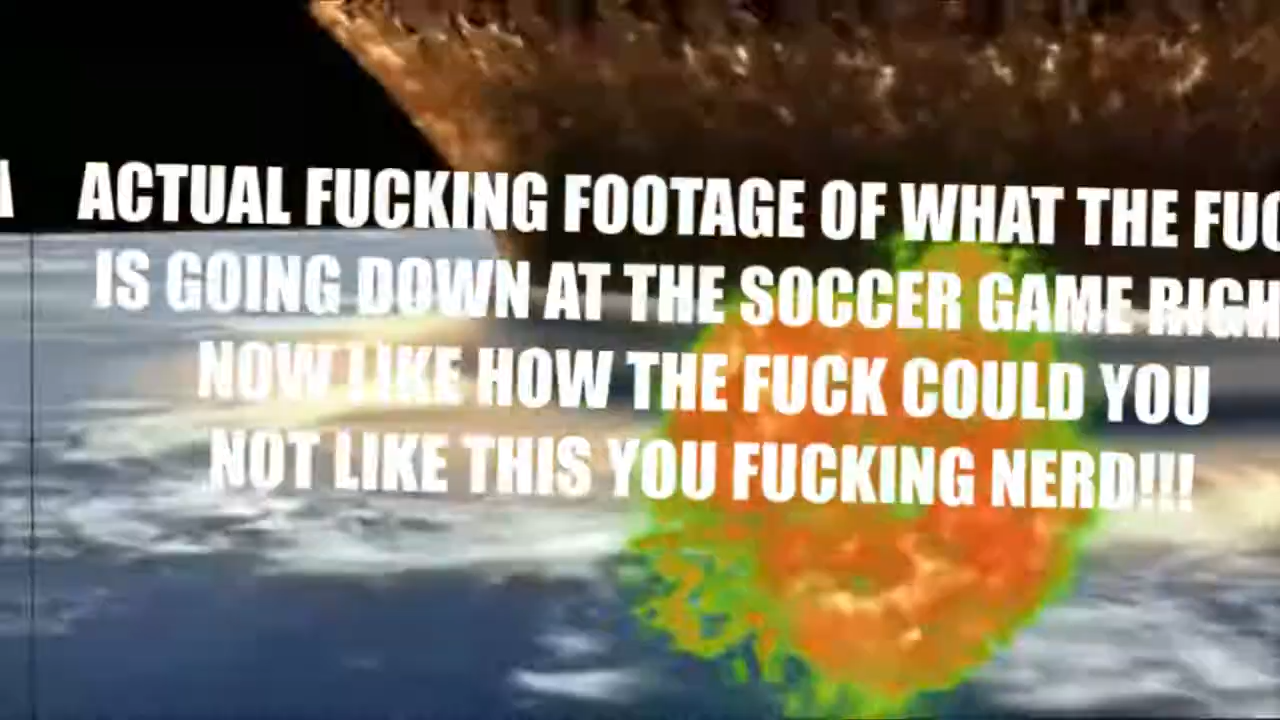 ACTUAL FUCKING FOOTAGE OF WHAT THE
IS GOING DOWN AT THE SOCCER GAME
NOW LIKE HOW THE FUCK COULD YOU
NOT LIKE THIS YOU FUCKING NERD!!!